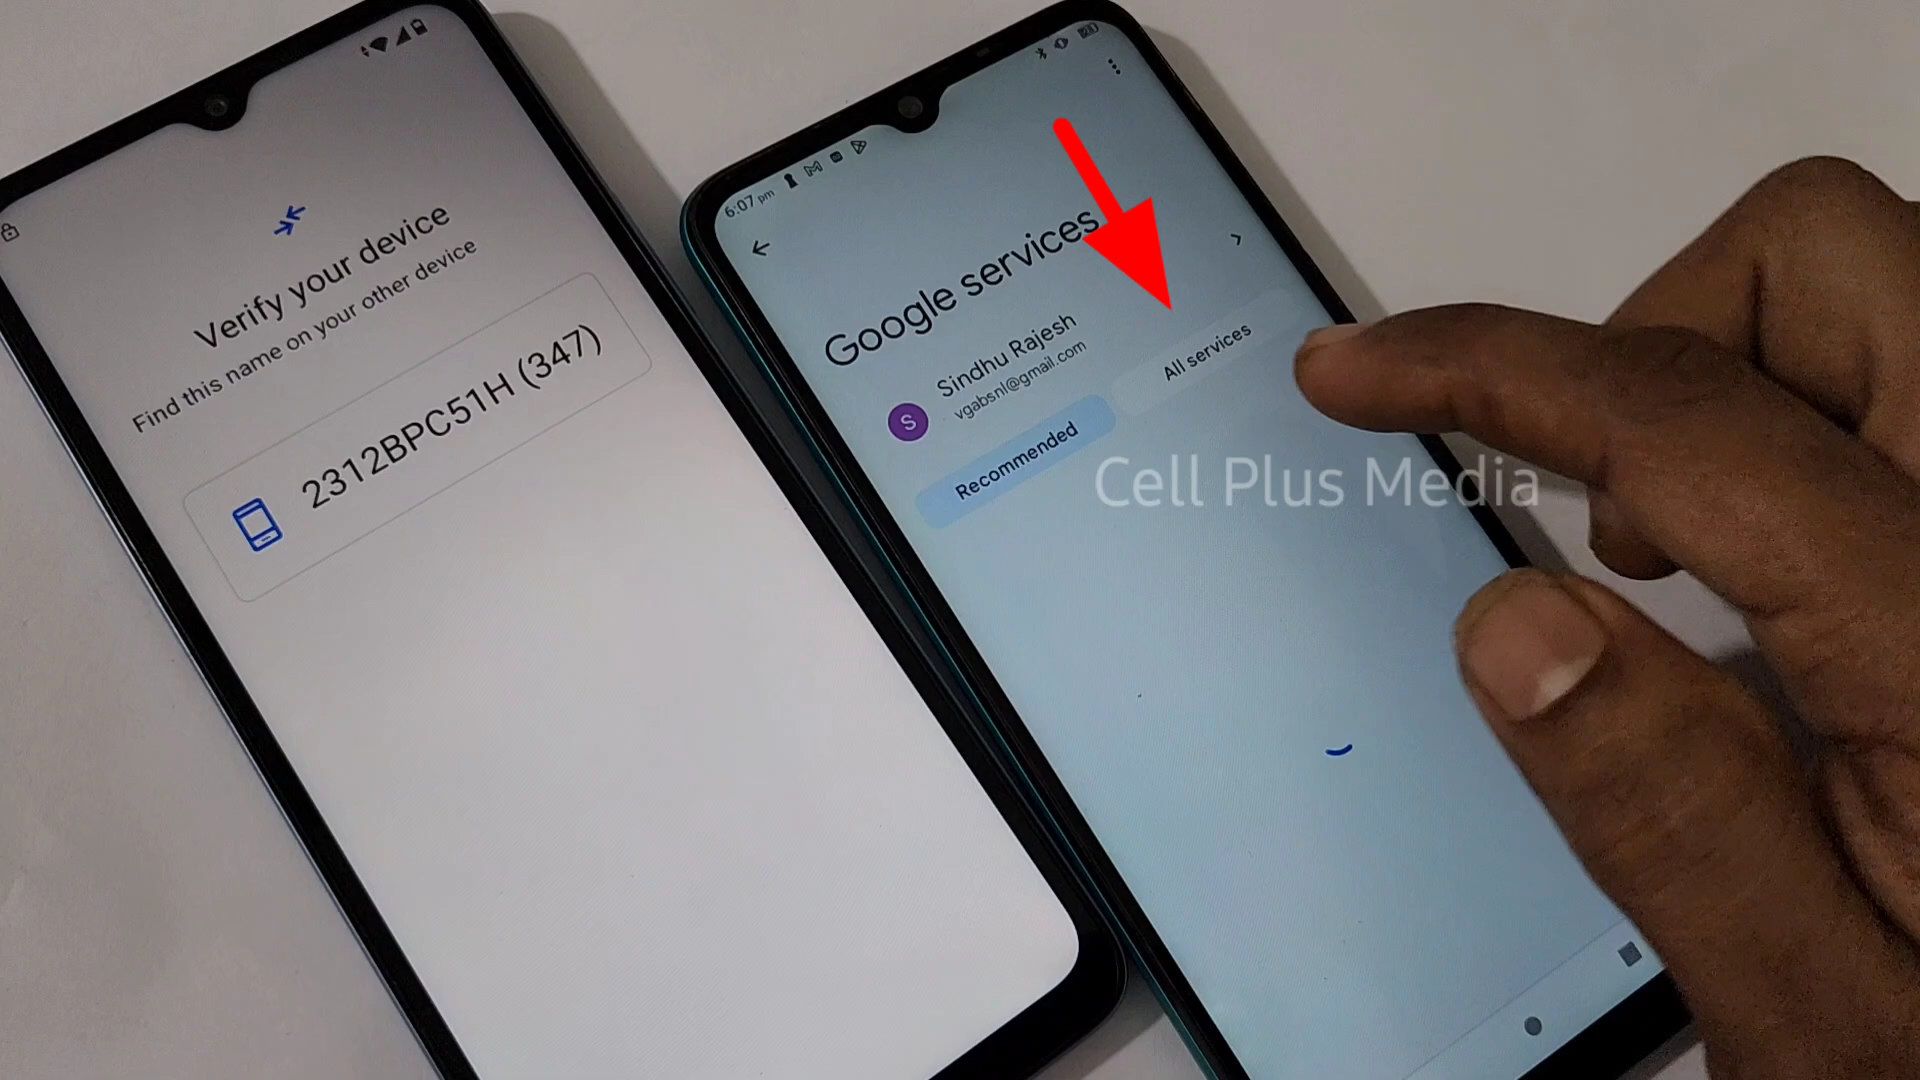 Verify your device
Find this name on your other device
2312BPC51H (347)
6:07 pm
Google services
Sindhu Rajesh
vgabsnl@gmail.com
S
Recommended
All services
Cell Plus Media